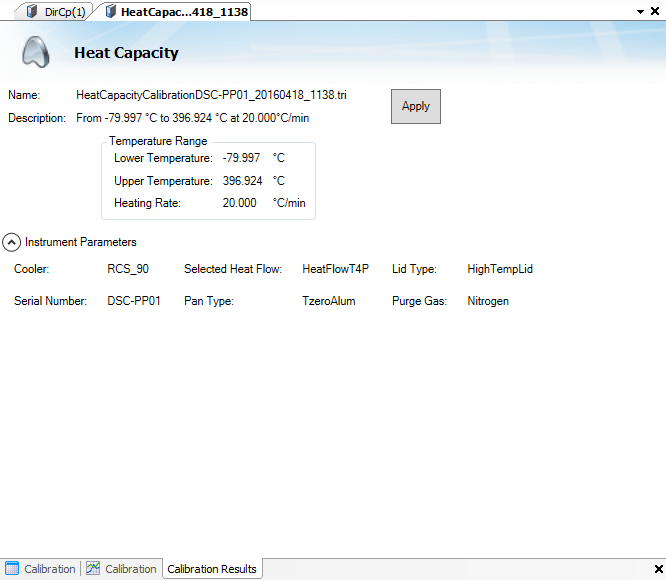 DirCp(1) HeatCapac...418_1138
Heat Capacity
Name: HeatCapacityCalibrationDSC-PP01_20160418_1138.tri
Apply
Description: From -79.997 °C to 396.924 °C at 20.000°C/min
Temperature Range
Lower Temperature: -79.997 °C
Upper Temperature: 396.924 °C
Heating Rate: 20.000 °C/min
Instrument Parameters
Cooler: RCS_90 Selected Heat Flow: HeatFlowT4P Lid Type: HighTempLid
Serial Number: DSC-PP01 Pan Type: TzeroAlum Purge Gas: Nitrogen
Calibration Calibration Calibration Results